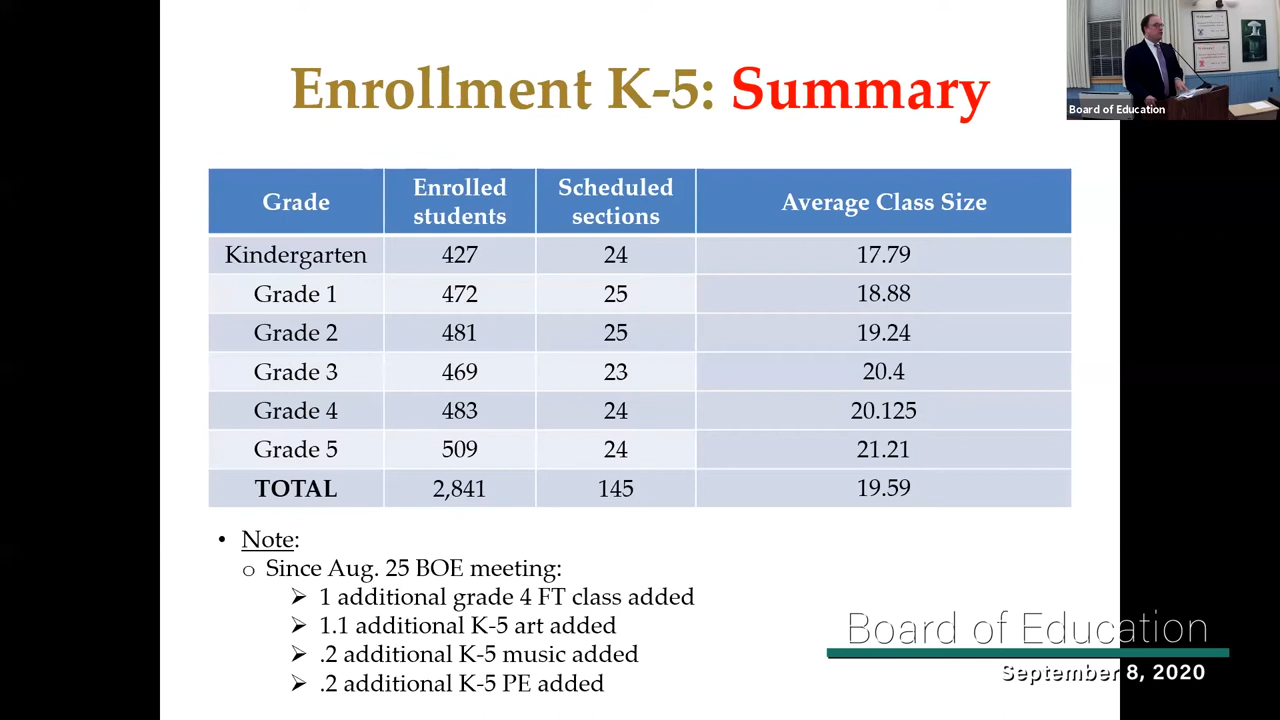 Enrollment K-5: Summary
Board of Education
Grade Enrolled students Scheduled sections Average Class Size
Kindergarten 427 24 17.79
Grade 1 472 25 18.88
Grade 2 481 25 19.24
Grade 3 469 23 20.4
Grade 4 483 24 20.125
Grade 5 509 24 21.21
TOTAL 2,841 145 19.59
• Note:
o Since Aug. 25 BOE meeting:
➢ 1 additional grade 4 FT class added
➢ 1.1 additional K-5 art added
➢ .2 additional K-5 music added
➢ .2 additional K-5 PE added
Board of Education
September 8, 2020